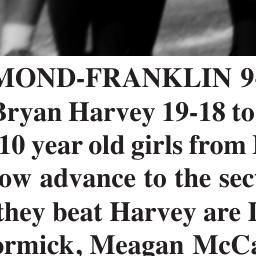 MOND-FRANKLIN 9-
Bryan Harvey 19-18 to
10 year old girls from
ow advance to the sec
they beat Harvey are
ormick, Meagan McCa